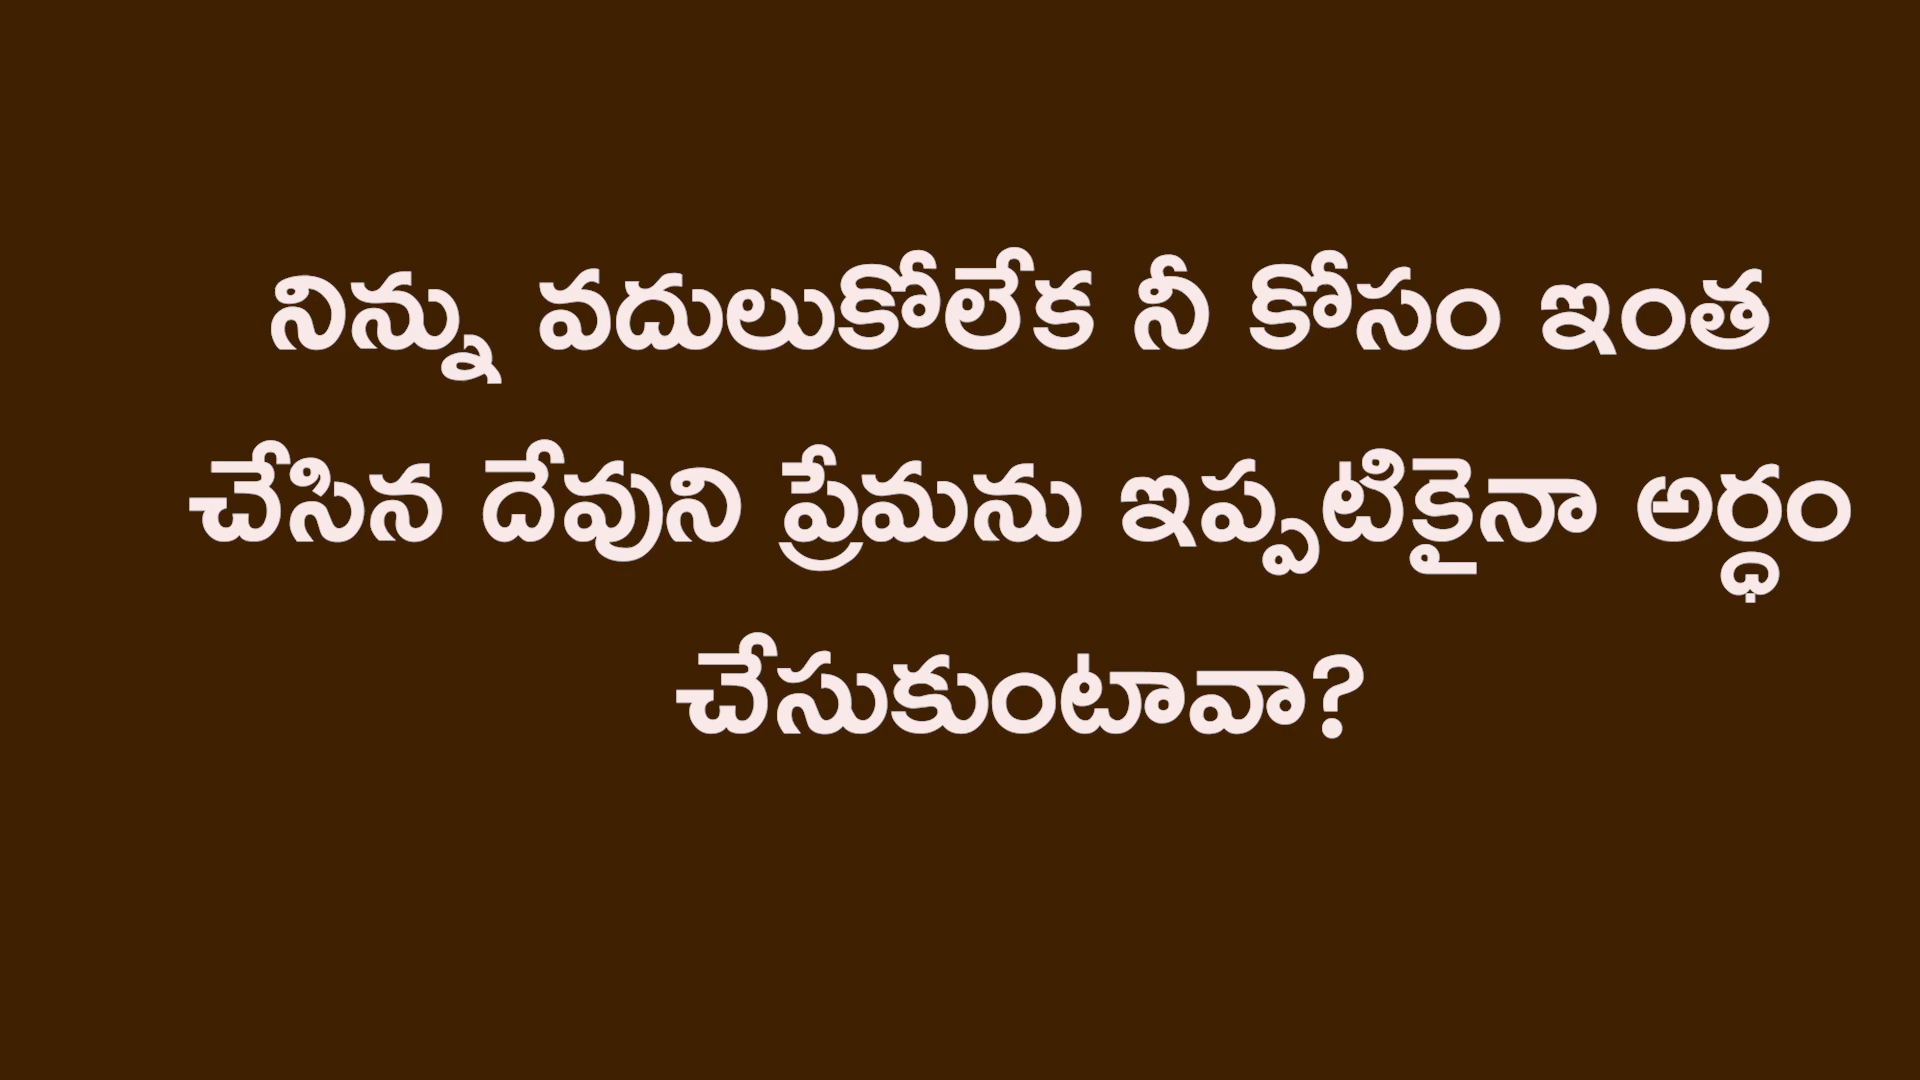 నిన్ను వదులుకోలేక నీ కోసం ఇంత
చేసిన దేవుని ప్రేమను ఇప్పటికైనా అర్ధం
చేసుకుంటావా?